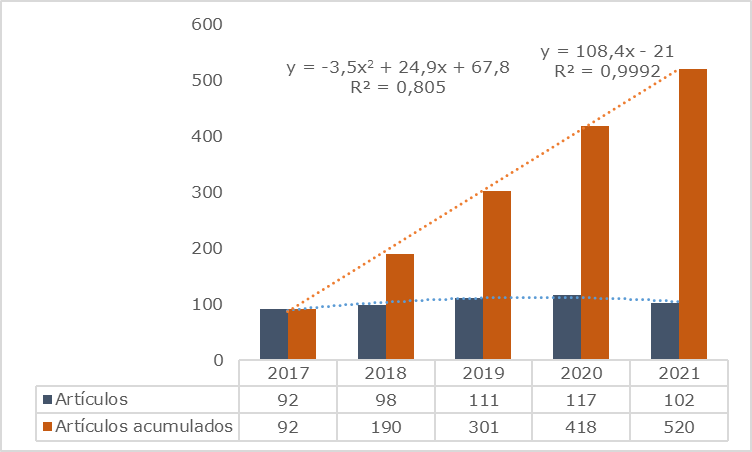 600
500
400
300
200
100
0
y = -3,5x² + 24,9x + 67,8
R² = 0,805
y = 108,4x - 21
R² = 0,9992
2017 2018 2019 2020 2021
Artículos 92 98 111 117 102
Artículos acumulados 92 190 301 418 520